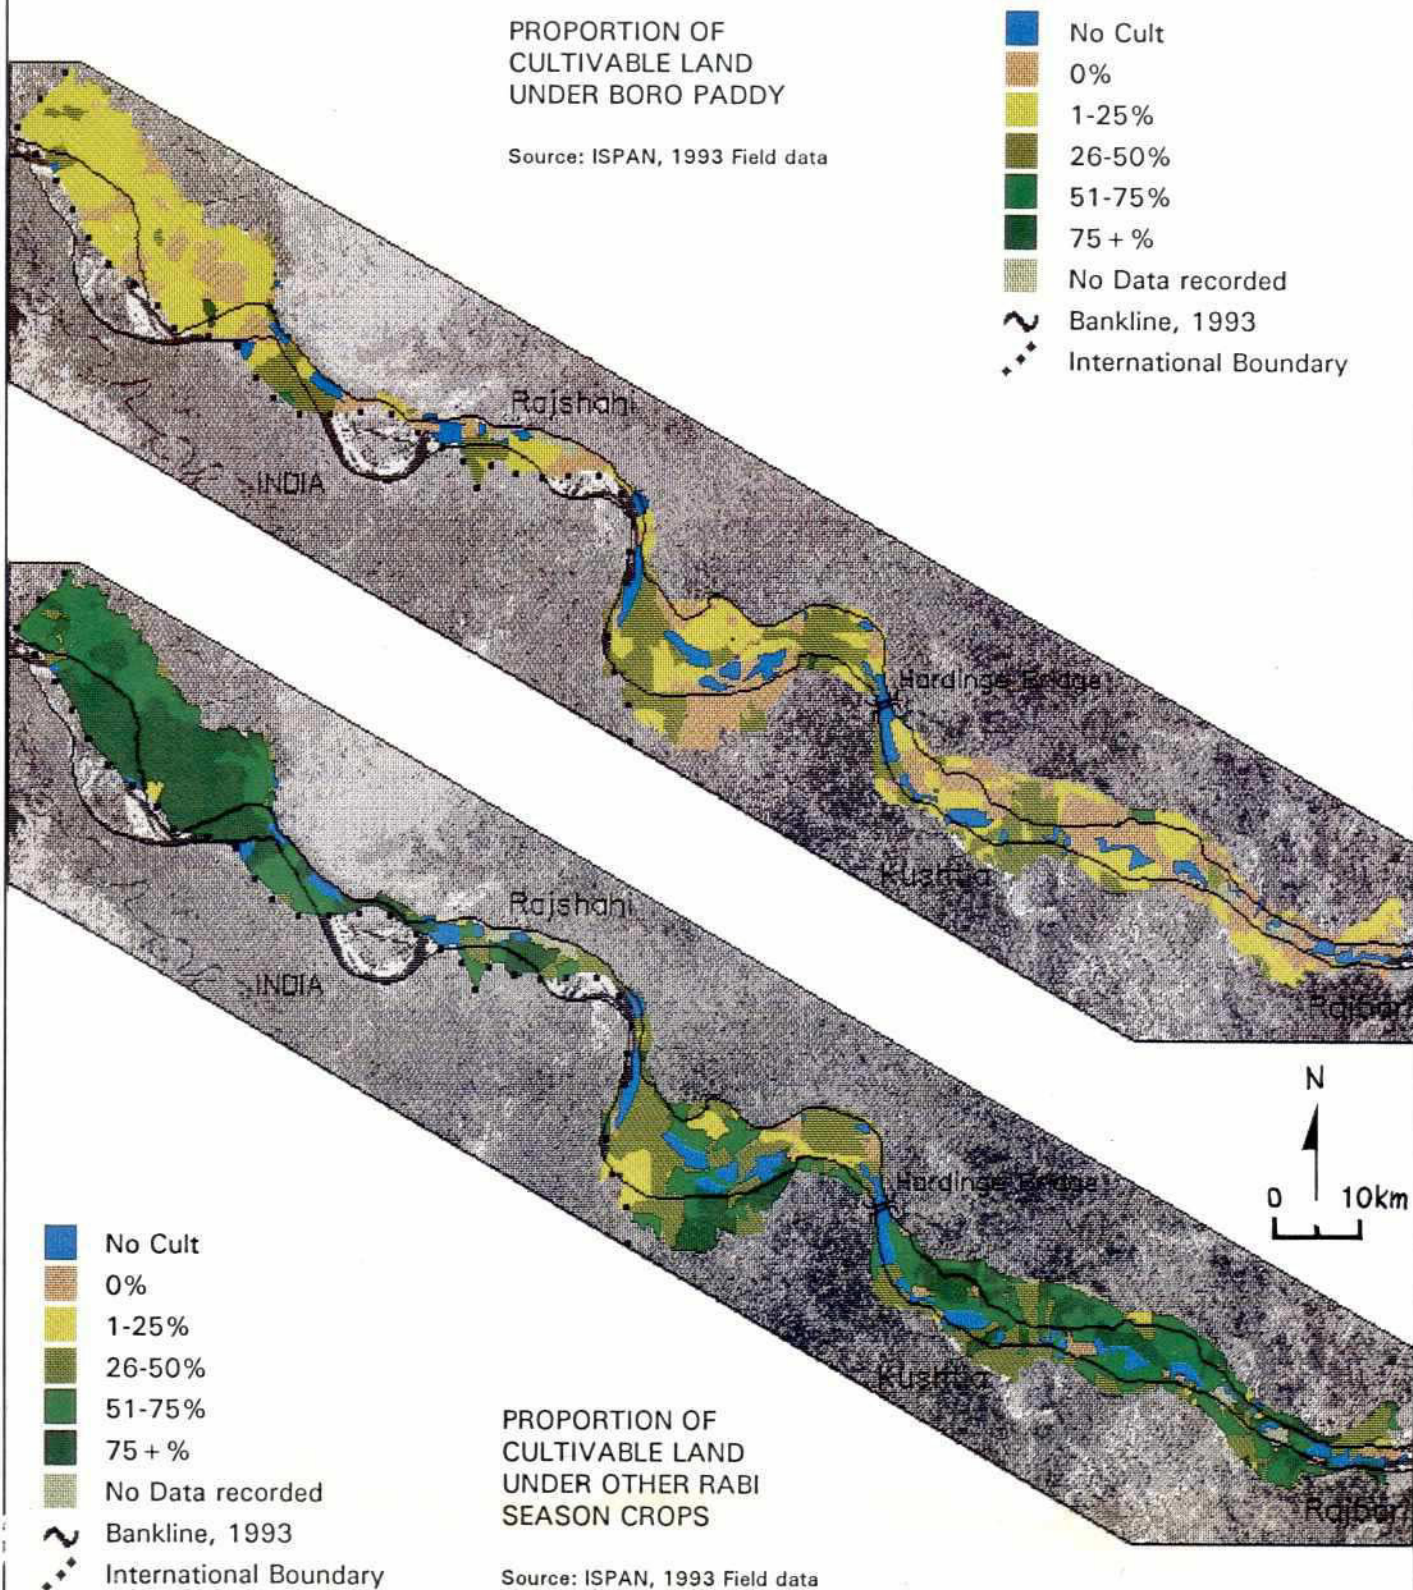 PROPORTION OF
CULTIVABLE LAND
UNDER BORO PADDY
Source: ISPAN, 1993 Field data
No Cult
0%
1-25%
26-50%
51-75%
75 + %
No Data recorded
Bankline, 1993
International Boundary
Rajshahi
INDIA
Hardinge Bridge
Kushtia
Rajbari
Rajshahi
INDIA
Hardinge Bridge
Kushtia
Rajbari
N
0 10km
No Cult
0%
1-25%
26-50%
51-75%
75 + %
No Data recorded
Bankline, 1993
International Boundary
PROPORTION OF
CULTIVABLE LAND
UNDER OTHER RABI
SEASON CROPS
Source: ISPAN, 1993 Field data